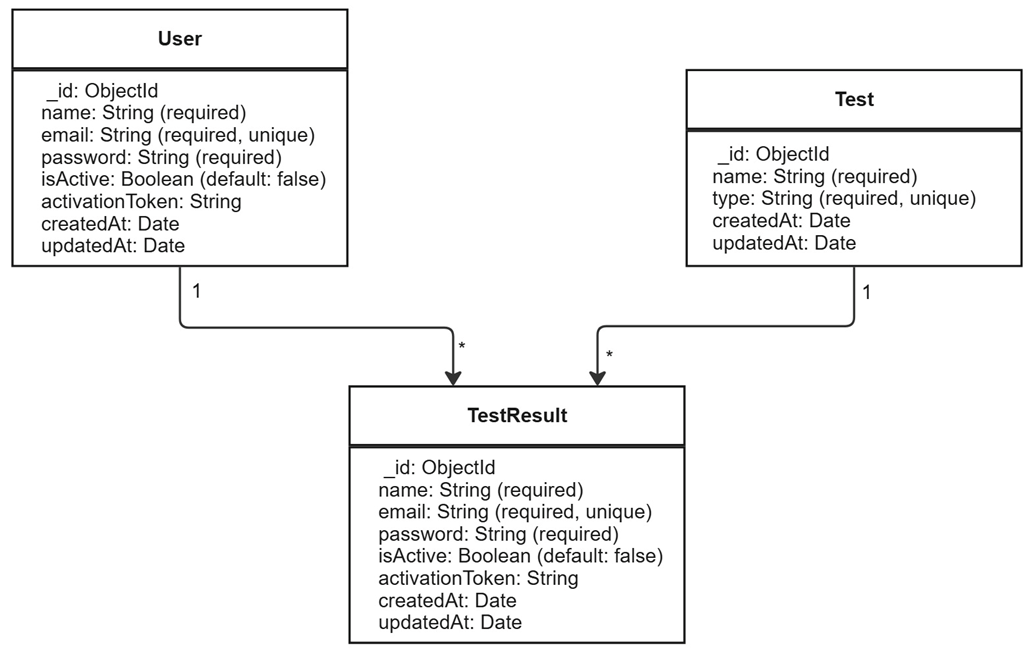 User
_id: ObjectId
name: String (required)
email: String (required, unique)
password: String (required)
isActive: Boolean (default: false)
activationToken: String
createdAt: Date
updatedAt: Date
Test
_id: ObjectId
name: String (required)
type: String (required, unique)
createdAt: Date
updatedAt: Date
1
1
*
*
TestResult
_id: ObjectId
name: String (required)
email: String (required, unique)
password: String (required)
isActive: Boolean (default: false)
activationToken: String
createdAt: Date
updatedAt: Date